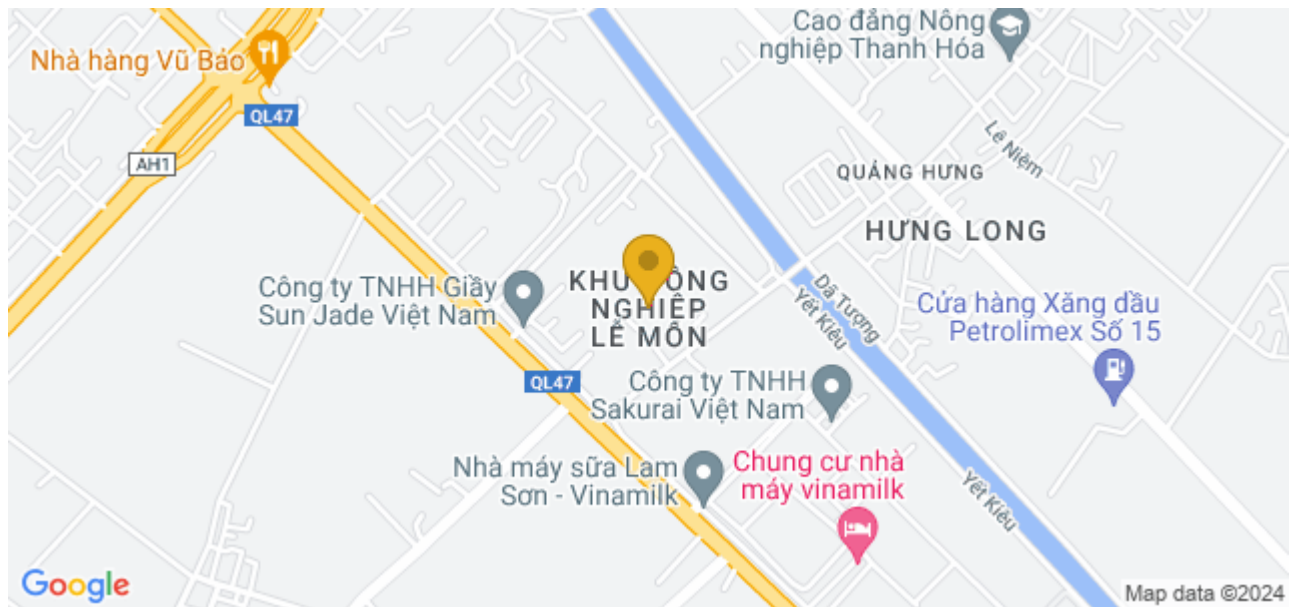 Cao đẳng Nông
nghiệp Thanh Hóa
Nhà hàng Vũ Bảo
QL47
AH1
Lê Niệm
QUẢNG HƯNG
HƯNG LONG
Công ty TNHH Giầy
Sun Jade Việt Nam
NGHIỆP
LỄ MÔN
Dã Tượng
Yết Kiêu
Cửa hàng Xăng dầu
Petrolimex Số 15
QL47
Công ty TNHH
Sakurai Việt Nam
Nhà máy sữa Lam
Sơn - Vinamilk
Chung cư nhà
máy vinamilk
Yết Kiêu
Google
Map data ©2024